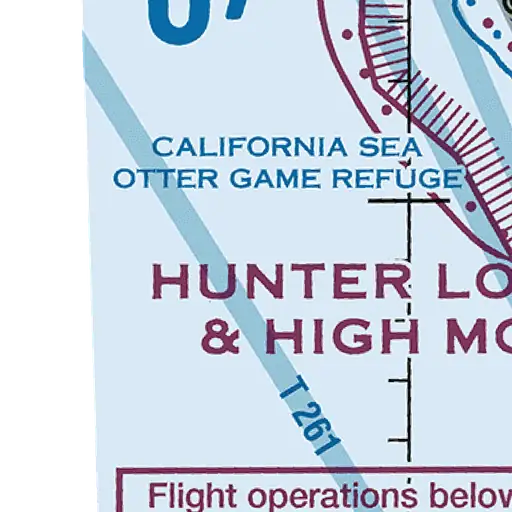 CALIFORNIA SEA
OTTER GAME REFUGE
HUNTER LO
& HIGH MO
T 261
Flight operations below